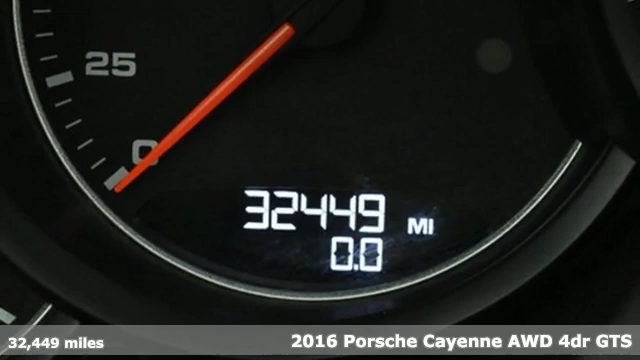 25
0
32449 MI
0.0
32,449 miles
2016 Porsche Cayenne AWD 4dr GTS